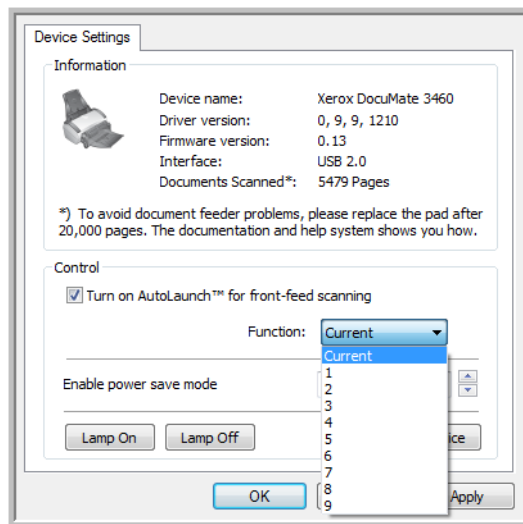 Device Settings
Information
Device name: Xerox DocuMate 3460
Driver version: 0, 9, 9, 1210
Firmware version: 0.13
Interface: USB 2.0
Documents Scanned*: 5479 Pages
*) To avoid document feeder problems, please replace the pad after
20,000 pages. The documentation and help system shows you how.
Control
Turn on AutoLaunch™ for front-feed scanning
Function: Current
Current
1
Enable power save mode
2
3
4
Lamp On Lamp Off 5 ice
6
7
OK 8 Apply
9